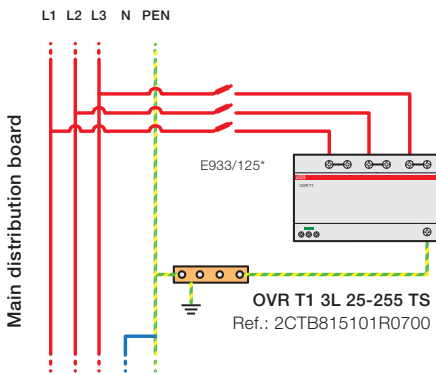 L1 L2 L3 N PEN
Main distribution board
E933/125*
ABB
OVR T1
OVR T1 3L 25-255 TS
Ref.: 2CTB815101R0700